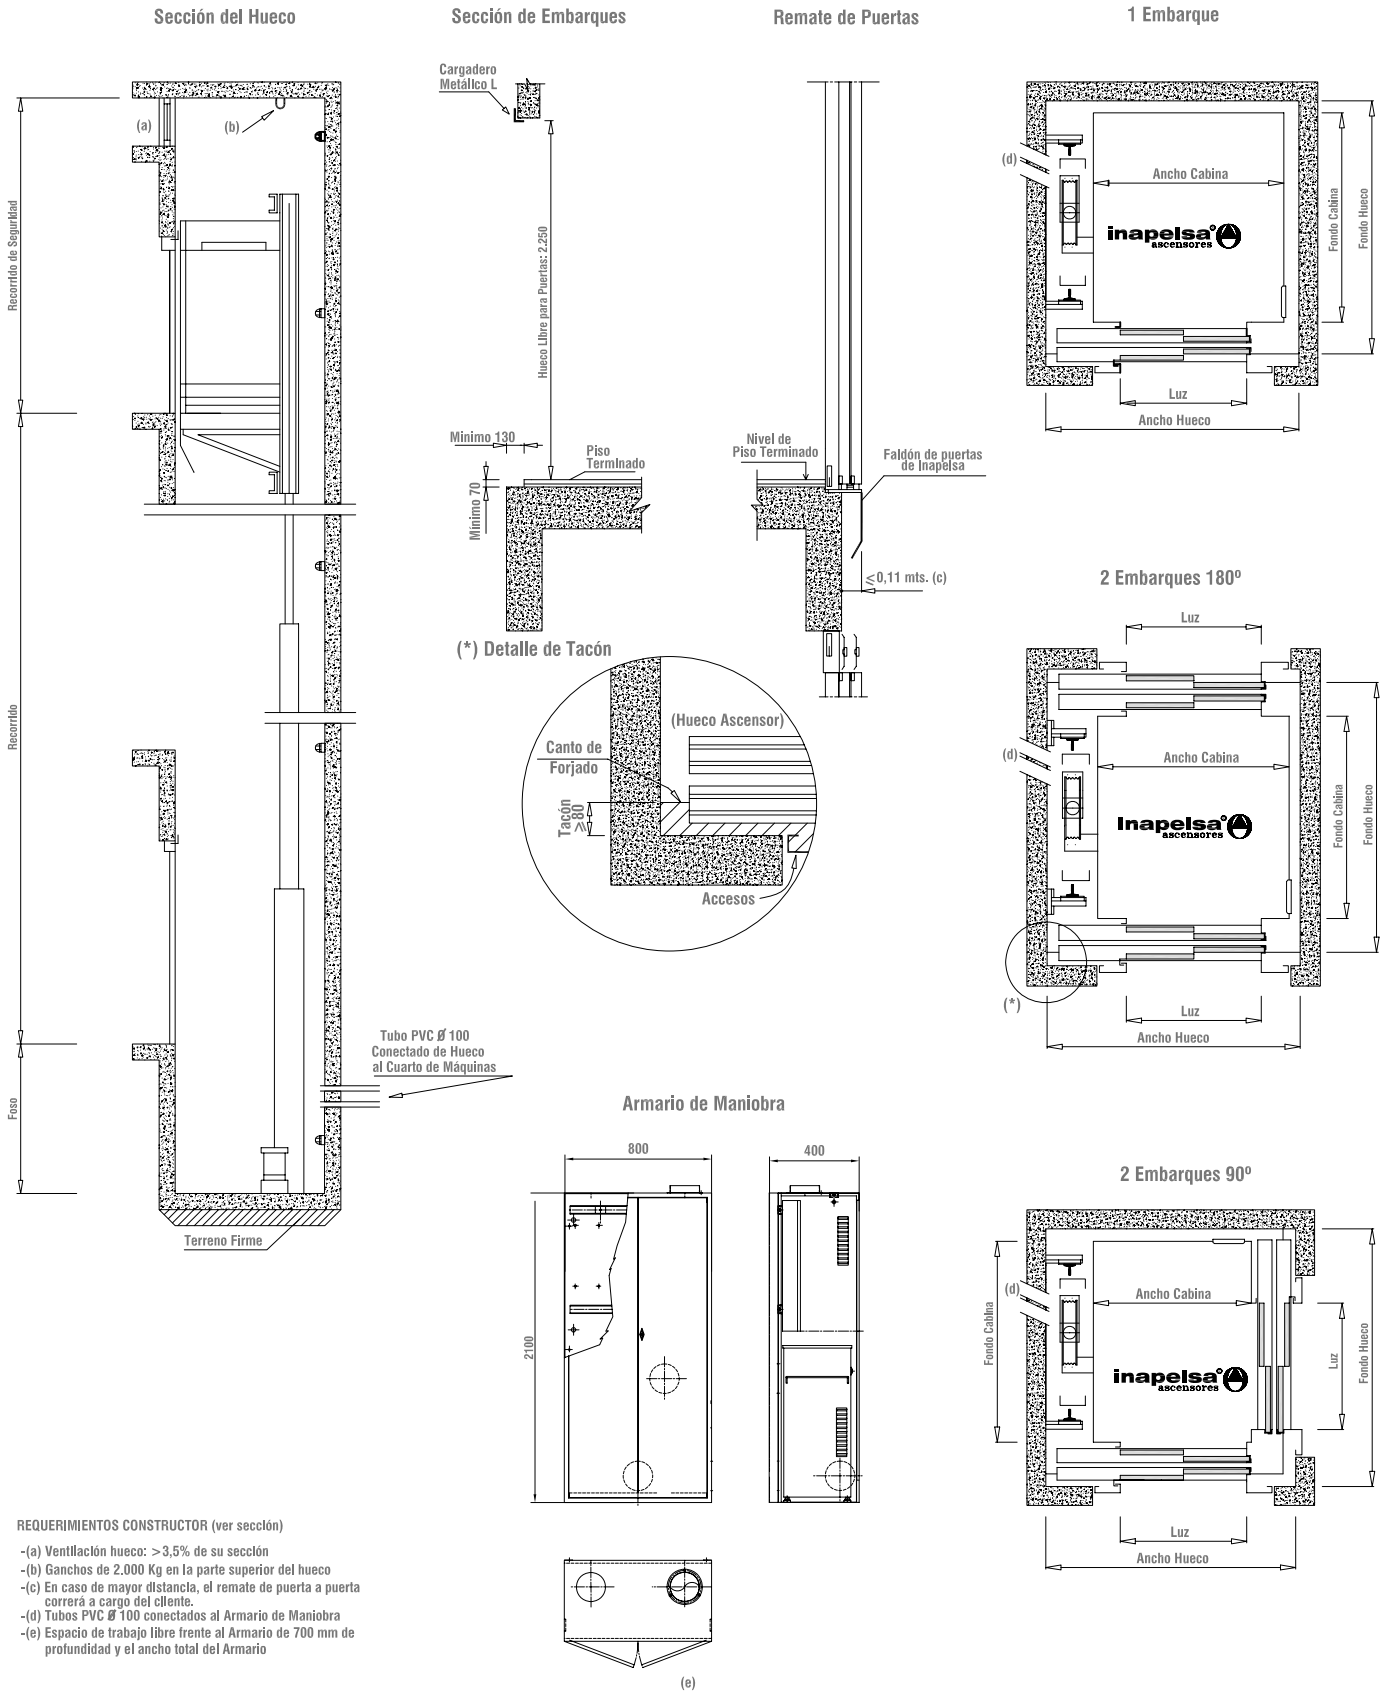 Sección del Hueco
Sección de Embarques
Remate de Puertas
1 Embarque
(a)
(b)
Recorrido de Seguridad
Recorrido
Foso
Tubo PVC Ø 100
Conectado de Hueco
al Cuarto de Máquinas
Terreno Firme
Cargadero
Metálico L
Hueco Libre para Puertas: 2.250
Minimo 130
Piso
Terminado
Minimo 70
Nivel de
Piso Terminado
Faldón de puertas
de Inapelsa
≤0,11 mts. (c)
(*) Detalle de Tacón
(Hueco Ascensor)
Canto de
Forjado
Tacón
≥80
Accesos
(d)
Ancho Cabina
inapelsa
ascensores
Fondo Cabina
Fondo Hueco
Luz
Ancho Hueco
2 Embarques 180º
Luz
(d)
Ancho Cabina
Inapelsa
ascensores
Fondo Cabina
Fondo Hueco
(*)
Luz
Ancho Hueco
Armario de Maniobra
800
400
2100
(e)
2 Embarques 90º
(d)
Fondo Cabina
Ancho Cabina
inapelsa
ascensores
Luz
Fondo Hueco
Luz
Ancho Hueco
REQUERIMIENTOS CONSTRUCTOR (ver sección)
-(a) Ventilación hueco: >3,5% de su sección
-(b) Ganchos de 2.000 Kg en la parte superior del hueco
-(c) En caso de mayor distancia, el remate de puerta a puerta
correrá a cargo del cliente.
-(d) Tubos PVC Ø 100 conectados al Armario de Maniobra
-(e) Espacio de trabajo libre frente al Armario de 700 mm de
profundidad y el ancho total del Armario